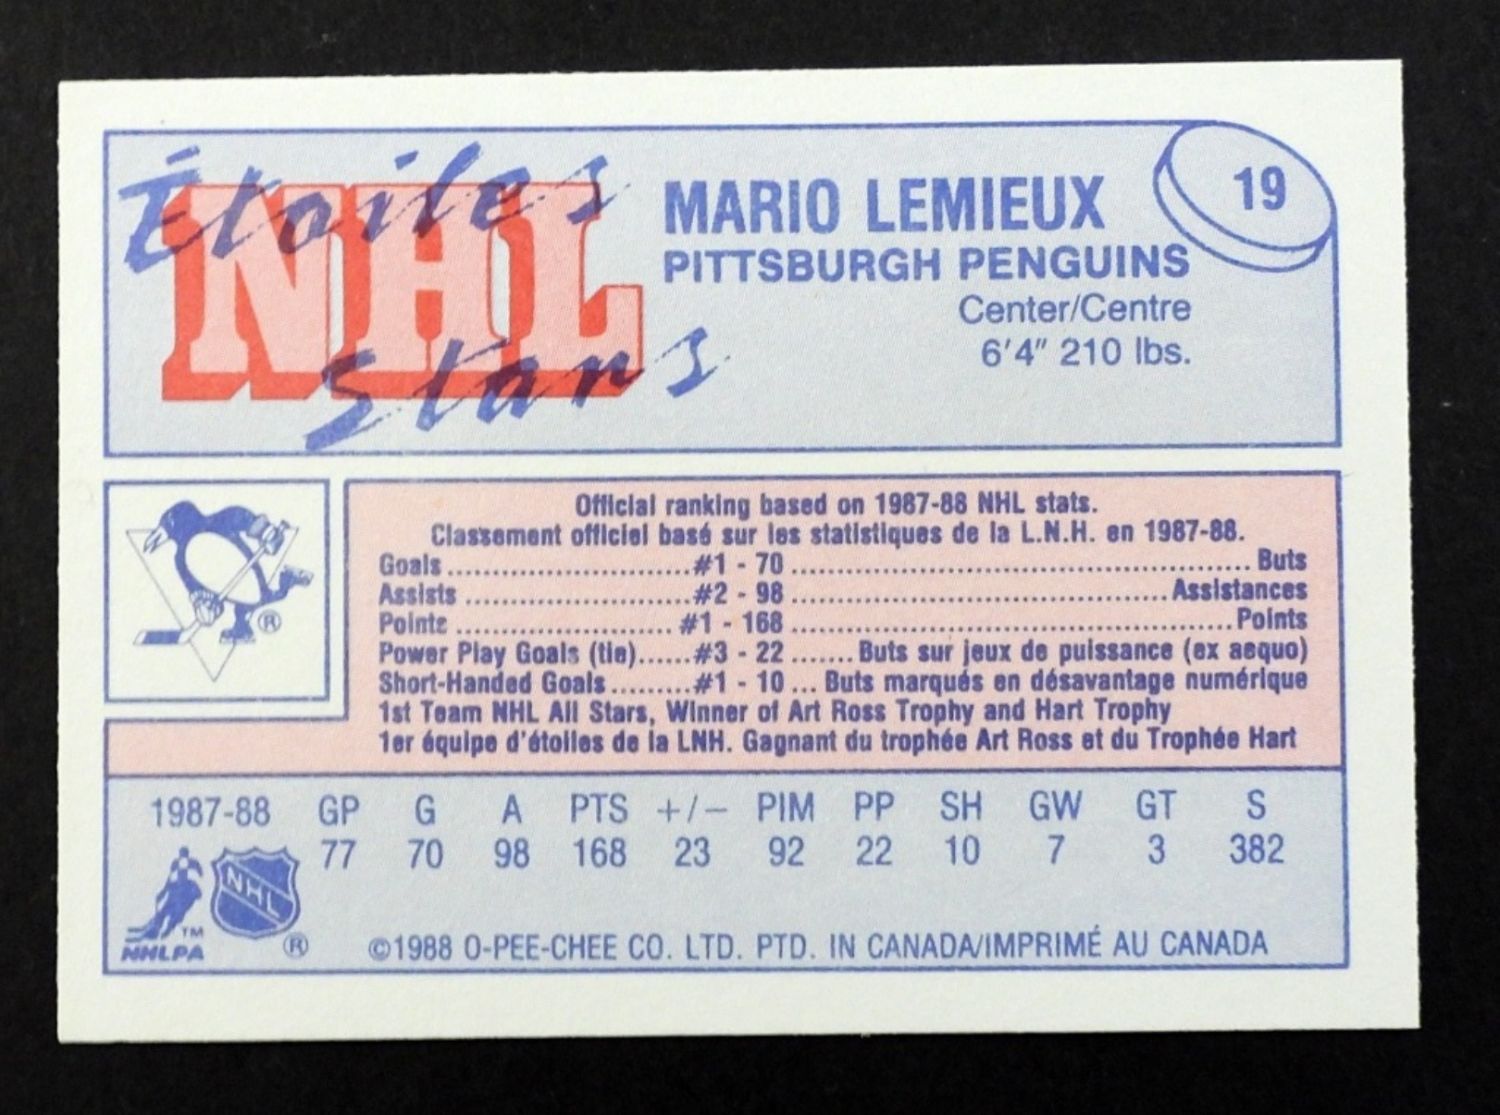 Étoiles
NHL
Stars
MARIO LEMIEUX
PITTSBURGH PENGUINS
Center/Centre
6'4" 210 lbs.
19
®
Official ranking based on 1987-88 NHL stats.
Classement officiel basé sur les statistiques de la L.N.H. en 1987-88.
Goals ........................... #1 - 70 ................................................... Buts
Assists ......................... #2 - 98 .......................................... Assistances
Points ........................ #1 - 168 ................................................. Points
Power Play Goals (tie)...... #3 - 22 ....... Buts sur jeux de puissance (ex aequo)
Short-Handed Goals ......... #1 - 10 ... Buts marqués en désavantage numérique
1st Team NHL All Stars, Winner of Art Ross Trophy and Hart Trophy
1er équipe d'étoiles de la LNH. Gagnant du trophée Art Ross et du Trophée Hart
1987-88 GP G A PTS +/− PIM PP SH GW GT S
77 70 98 168 23 92 22 10 7 3 382
NHL
TM
NHLPA
®
©1988 O-PEE-CHEE CO. LTD. PTD. IN CANADA/IMPRIMÉ AU CANADA